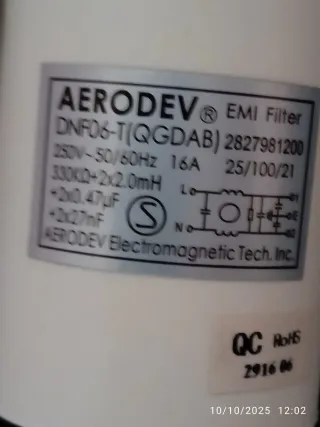 AERODEV® EMI Filter
DNF06-T(QGDAB) 2827981200
250V~50/60Hz 16A 25/100/21
330KΩ+2x2.0mH
+2x0.47µF
+2x27nF
L
N
E
S
AERODEV Electromagnetic Tech. Inc.
QC RoHS
2916 06
10/10/2025 12:02